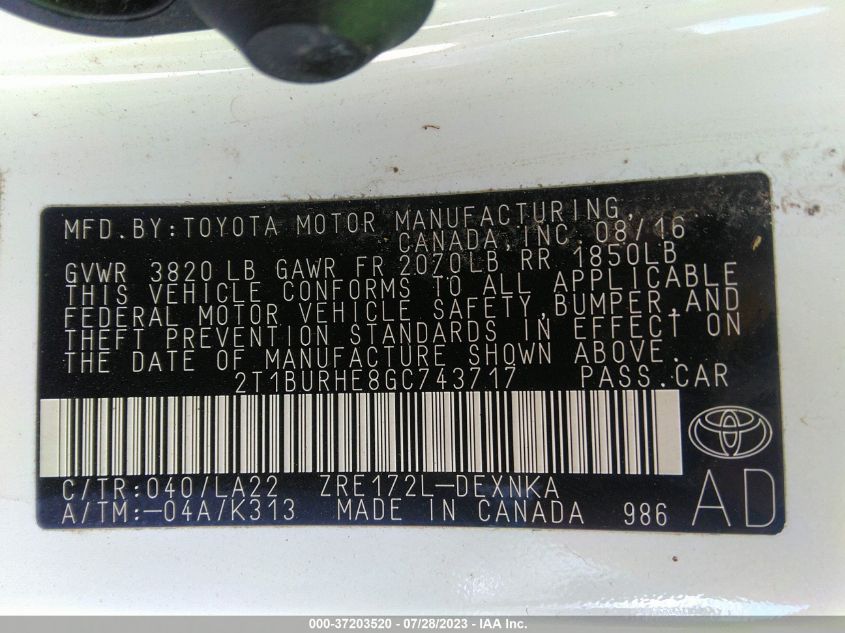 MFD.BY:TOYOTA MOTOR MANUFACTURING,
CANADA,INC. 08/16
GVWR 3820 LB GAWR FR 2070LB RR 1850LB
THIS VEHICLE CONFORMS TO ALL APPLICABLE
FEDERAL MOTOR VEHICLE SAFETY,BUMPER,AND
THEFT PREVENTION STANDARDS IN EFFECT ON
THE DATE OF MANUFACTURE SHOWN ABOVE.
2T1BURHE8GC743717 PASS.CAR
C/TR:040/LA22 ZRE172L-DEXNKA
A/TM:-04A/K313 MADE IN CANADA 986
AD
000-37203520 - 07/28/2023 - IAA Inc.